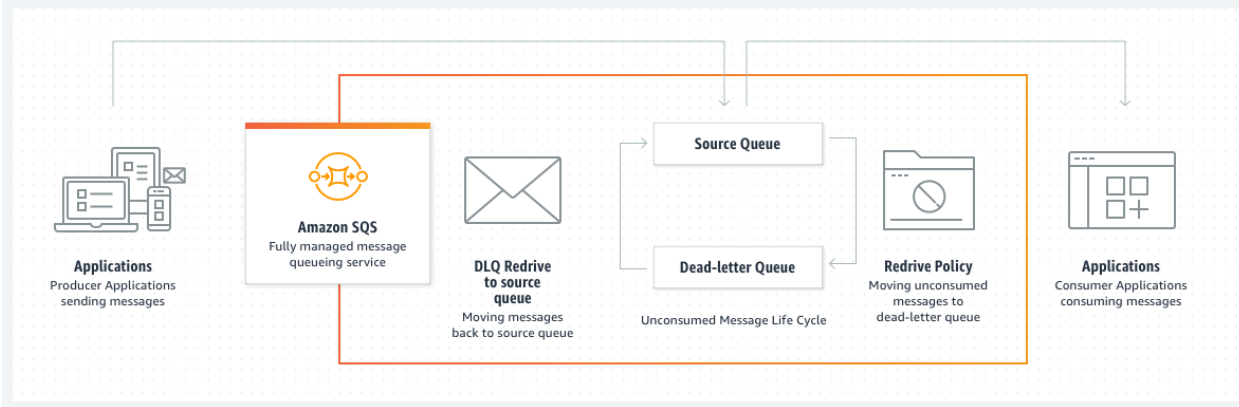 Applications
Producer Applications
sending messages
Amazon SQS
Fully managed message
queueing service
DLQ Redrive
to source
queue
Moving messages
back to source queue
Source Queue
Dead-letter Queue
Unconsumed Message Life Cycle
Redrive Policy
Moving unconsumed
messages to
dead-letter queue
Applications
Consumer Applications
consuming messages